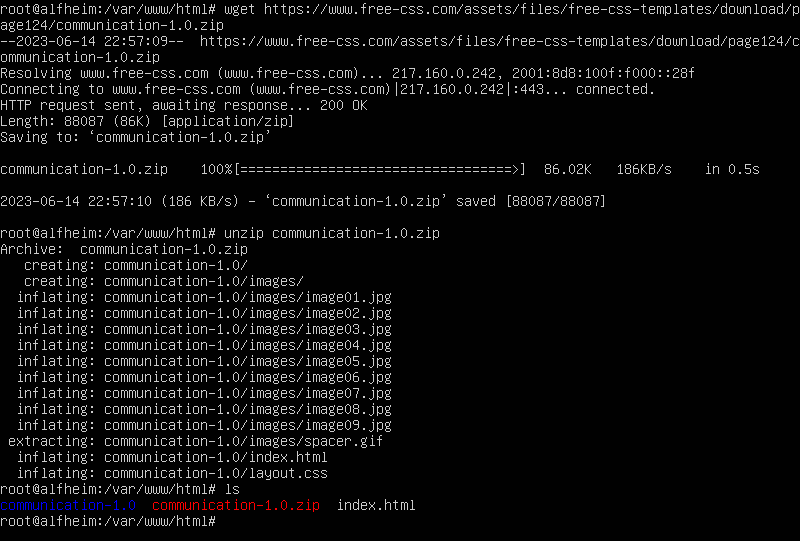 root@alfheim:/var/www/html# wget https://www.free-css.com/assets/files/free-css-templates/download/p
age124/communication-1.0.zip
--2023-06-14 22:57:09--  https://www.free-css.com/assets/files/free-css-templates/download/page124/c
ommunication-1.0.zip
Resolving www.free-css.com (www.free-css.com)... 217.160.0.242, 2001:8d8:100f:f000::28f
Connecting to www.free-css.com (www.free-css.com)|217.160.0.242|:443... connected.
HTTP request sent, awaiting response... 200 OK
Length: 88087 (86K) [application/zip]
Saving to: ‘communication-1.0.zip’
communication-1.0.zip    100%[==================================>]  86.02K   186KB/s    in 0.5s
2023-06-14 22:57:10 (186 KB/s) - ‘communication-1.0.zip’ saved [88087/88087]
root@alfheim:/var/www/html# unzip communication-1.0.zip
Archive:  communication-1.0.zip
   creating: communication-1.0/
   creating: communication-1.0/images/
  inflating: communication-1.0/images/image01.jpg
  inflating: communication-1.0/images/image02.jpg
  inflating: communication-1.0/images/image03.jpg
  inflating: communication-1.0/images/image04.jpg
  inflating: communication-1.0/images/image05.jpg
  inflating: communication-1.0/images/image06.jpg
  inflating: communication-1.0/images/image07.jpg
  inflating: communication-1.0/images/image08.jpg
  inflating: communication-1.0/images/image09.jpg
 extracting: communication-1.0/images/spacer.gif
  inflating: communication-1.0/index.html
  inflating: communication-1.0/layout.css
root@alfheim:/var/www/html# ls
communication-1.0  communication-1.0.zip  index.html
root@alfheim:/var/www/html#